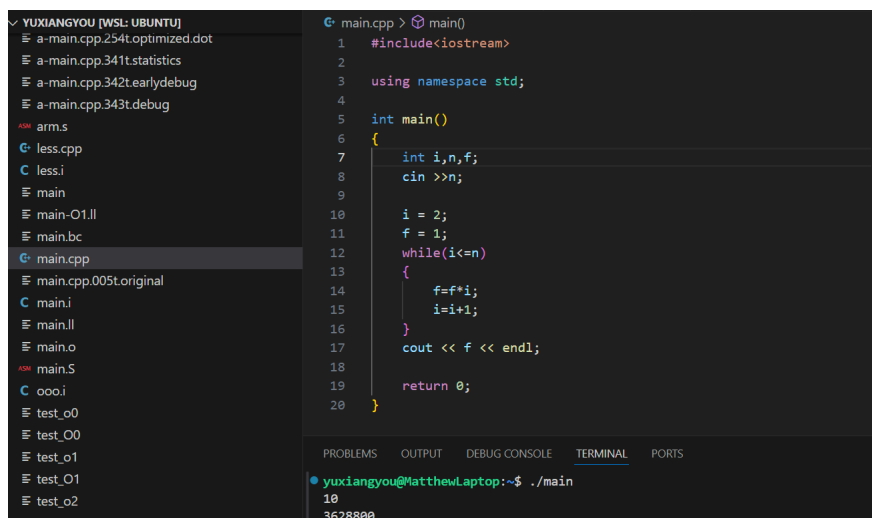 YUXIANGYOU [WSL: UBUNTU]
a-main.cpp.254t.optimized.dot
a-main.cpp.341t.statistics
a-main.cpp.342t.earlydebug
a-main.cpp.343t.debug
ASM arm.s
G+ less.cpp
C less.i
main
main-O1.ll
main.bc
G+ main.cpp
main.cpp.005t.original
C main.i
main.ll
main.o
ASM main.S
C ooo.i
test_o0
test_O0
test_o1
test_O1
test_o2
G+ main.cpp > main()
1 #include<iostream>
2
3 using namespace std;
4
5 int main()
6 {
7 int i,n,f;
8 cin >>n;
9
10 i = 2;
11 f = 1;
12 while(i<=n)
13 {
14 f=f*i;
15 i=i+1;
16 }
17 cout << f << endl;
18
19 return 0;
20 }
PROBLEMS OUTPUT DEBUG CONSOLE TERMINAL PORTS
yuxiangyou@MatthewLaptop:~$ ./main
10
3628800